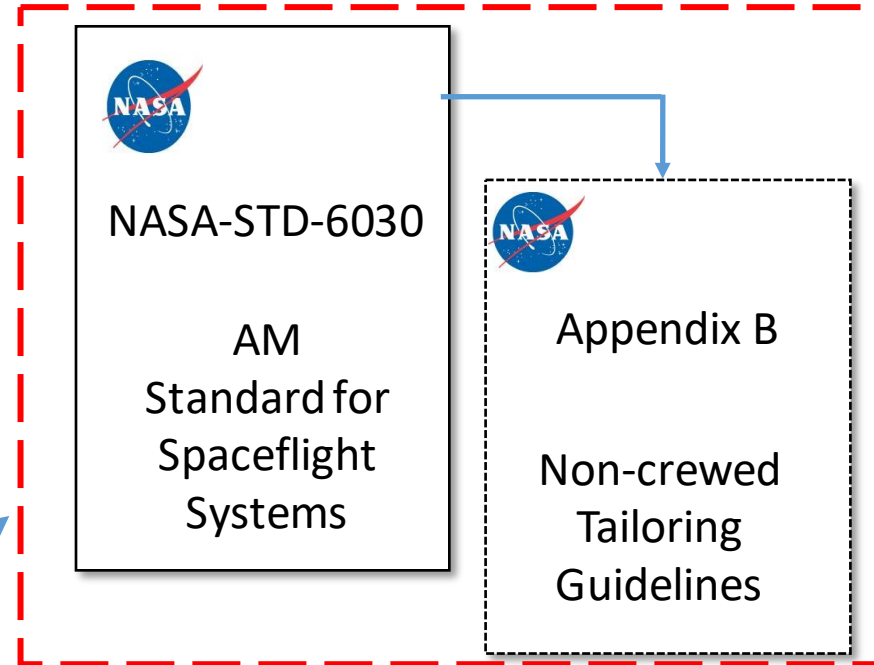 NASA
NASA-STD-6030
AM
Standard for
Spaceflight
Systems
NASA
Appendix B
Non-crewed
Tailoring
Guidelines